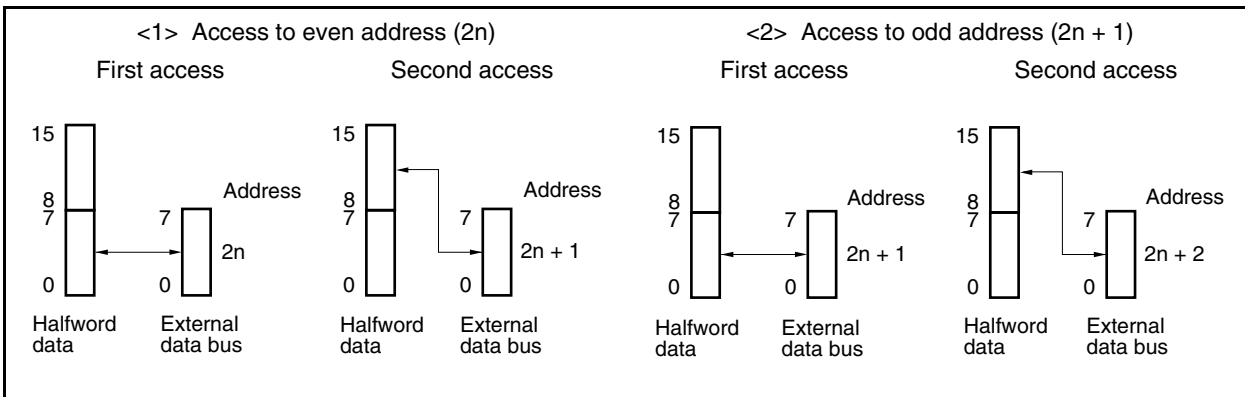 <1> Access to even address (2n)
First access
Second access
15
8
7
0
7
0
Address
2n
Halfword
data
External
data bus
15
8
7
0
7
0
Address
2n + 1
Halfword
data
External
data bus
<2> Access to odd address (2n + 1)
First access
Second access
15
8
7
0
7
0
Address
2n + 1
Halfword
data
External
data bus
15
8
7
0
7
0
Address
2n + 2
Halfword
data
External
data bus